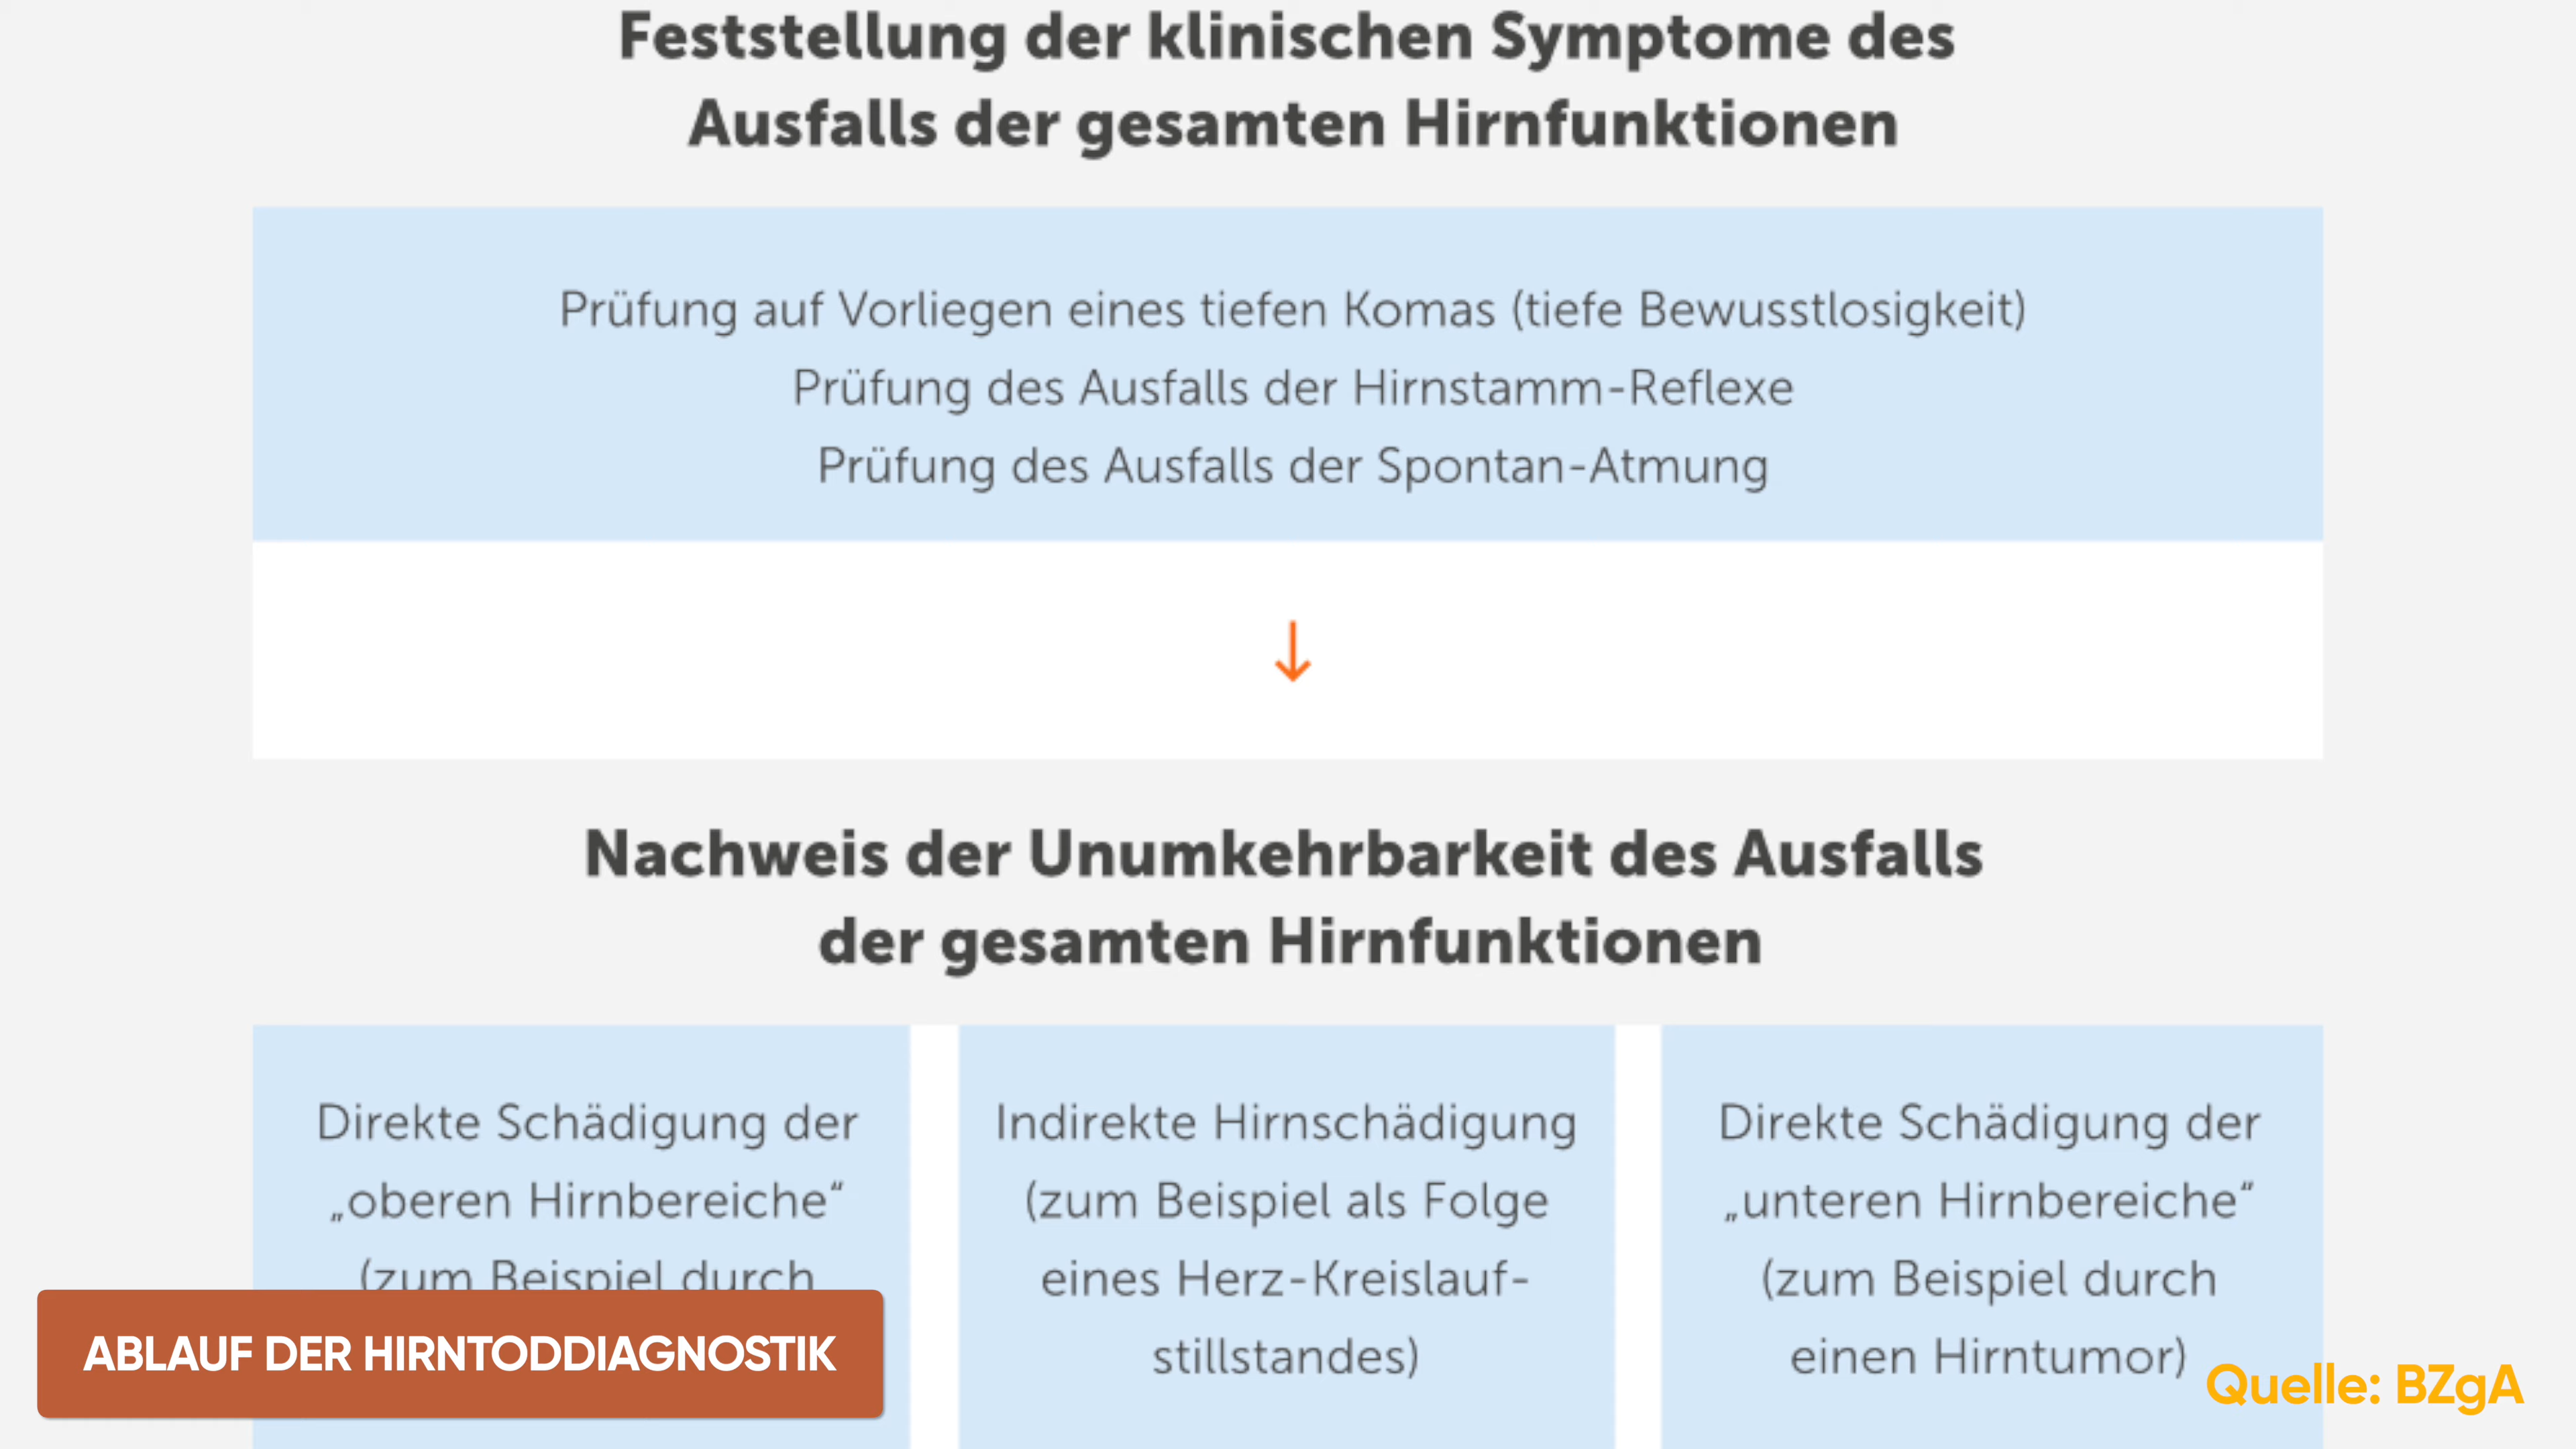 Feststellung der klinischen Symptome des
Ausfalls der gesamten Hirnfunktionen
Prüfung auf Vorliegen eines tiefen Komas (tiefe Bewusstlosigkeit)
Prüfung des Ausfalls der Hirnstamm-Reflexe
Prüfung des Ausfalls der Spontan-Atmung
↓
Nachweis der Unumkehrbarkeit des Ausfalls
der gesamten Hirnfunktionen
Direkte Schädigung der
„oberen Hirnbereiche“
(zum Beispiel durch
Indirekte Hirnschädigung
(zum Beispiel als Folge
eines Herz-Kreislauf-
stillstandes)
Direkte Schädigung der
„unteren Hirnbereiche“
(zum Beispiel durch
einen Hirntumor)
ABLAUF DER HIRNTODDIAGNOSTIK
Quelle: BZgA